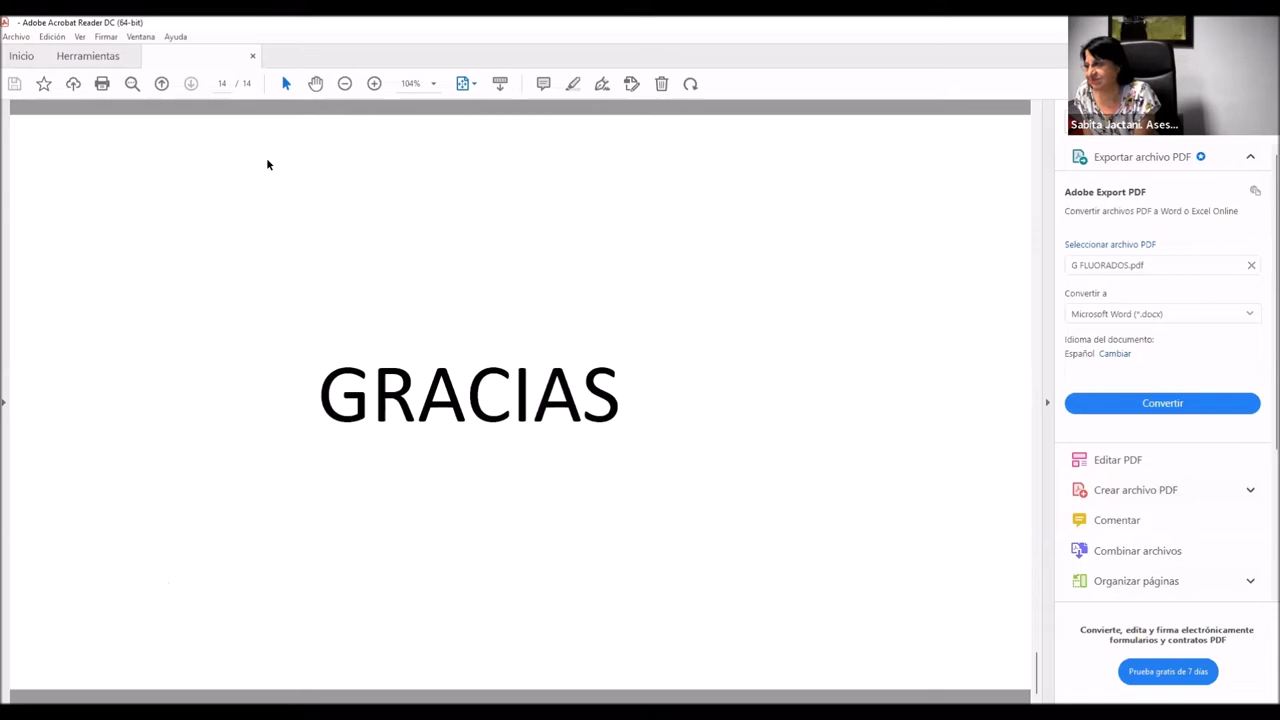 - Adobe Acrobat Reader DC (64-bit)
Archivo Edición Ver Firmar Ventana Ayuda
Inicio Herramientas
14 / 14 104%
Sabita Jactani. Ases...
Exportar archivo PDF
Adobe Export PDF
Convertir archivos PDF a Word o Excel Online
Seleccionar archivo PDF
G FLUORADOS.pdf
Convertir a
Microsoft Word (*.docx)
Idioma del documento:
Español Cambiar
Convertir
GRACIAS
Editar PDF
Crear archivo PDF
Comentar
Combinar archivos
Organizar páginas
Convierte, edita y firma electrónicamente
formularios y contratos PDF
Prueba gratis de 7 días